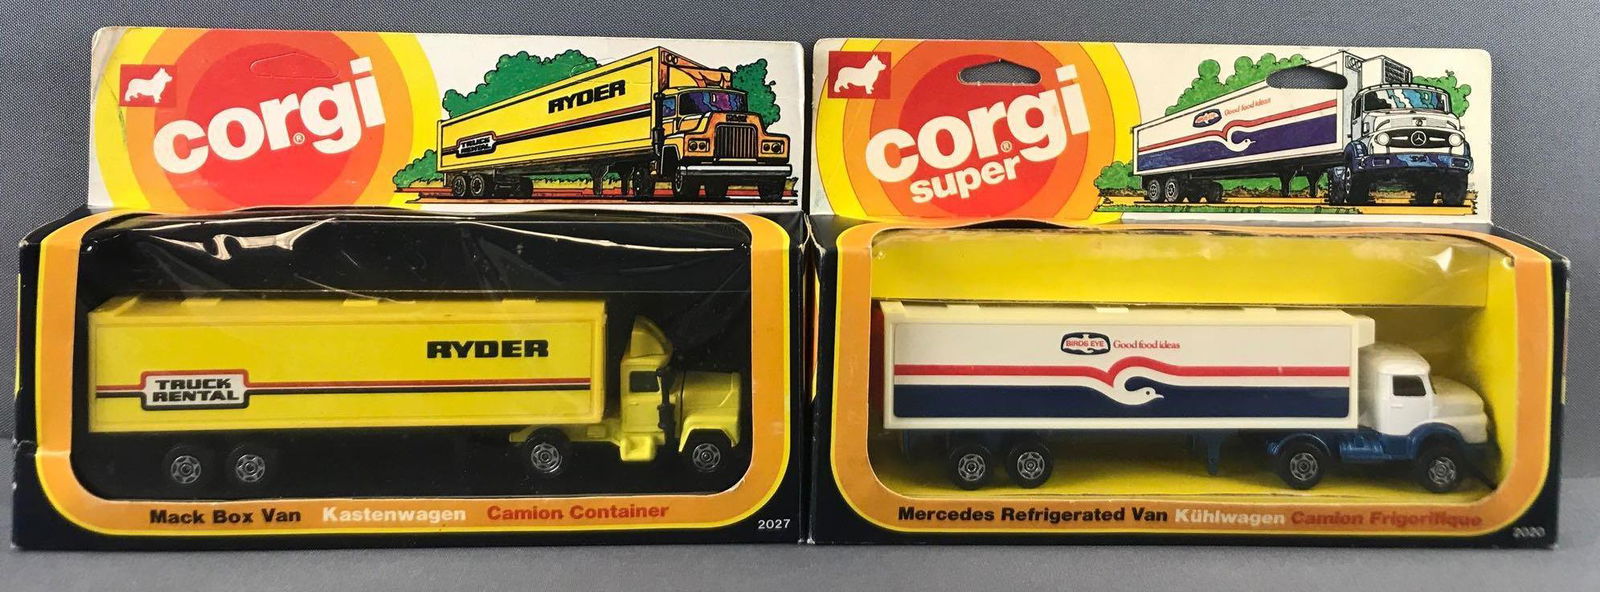 corgi®
RYDER
TRUCK
RENTAL
RYDER
TRUCK
RENTAL
Mack Box Van Kastenwagen Camion Container
2027
corgi®
super
Good food ideas
BIRDS EYE Good food ideas
Mercedes Refrigerated Van Kühlwagen Camion Frigorifique
2020